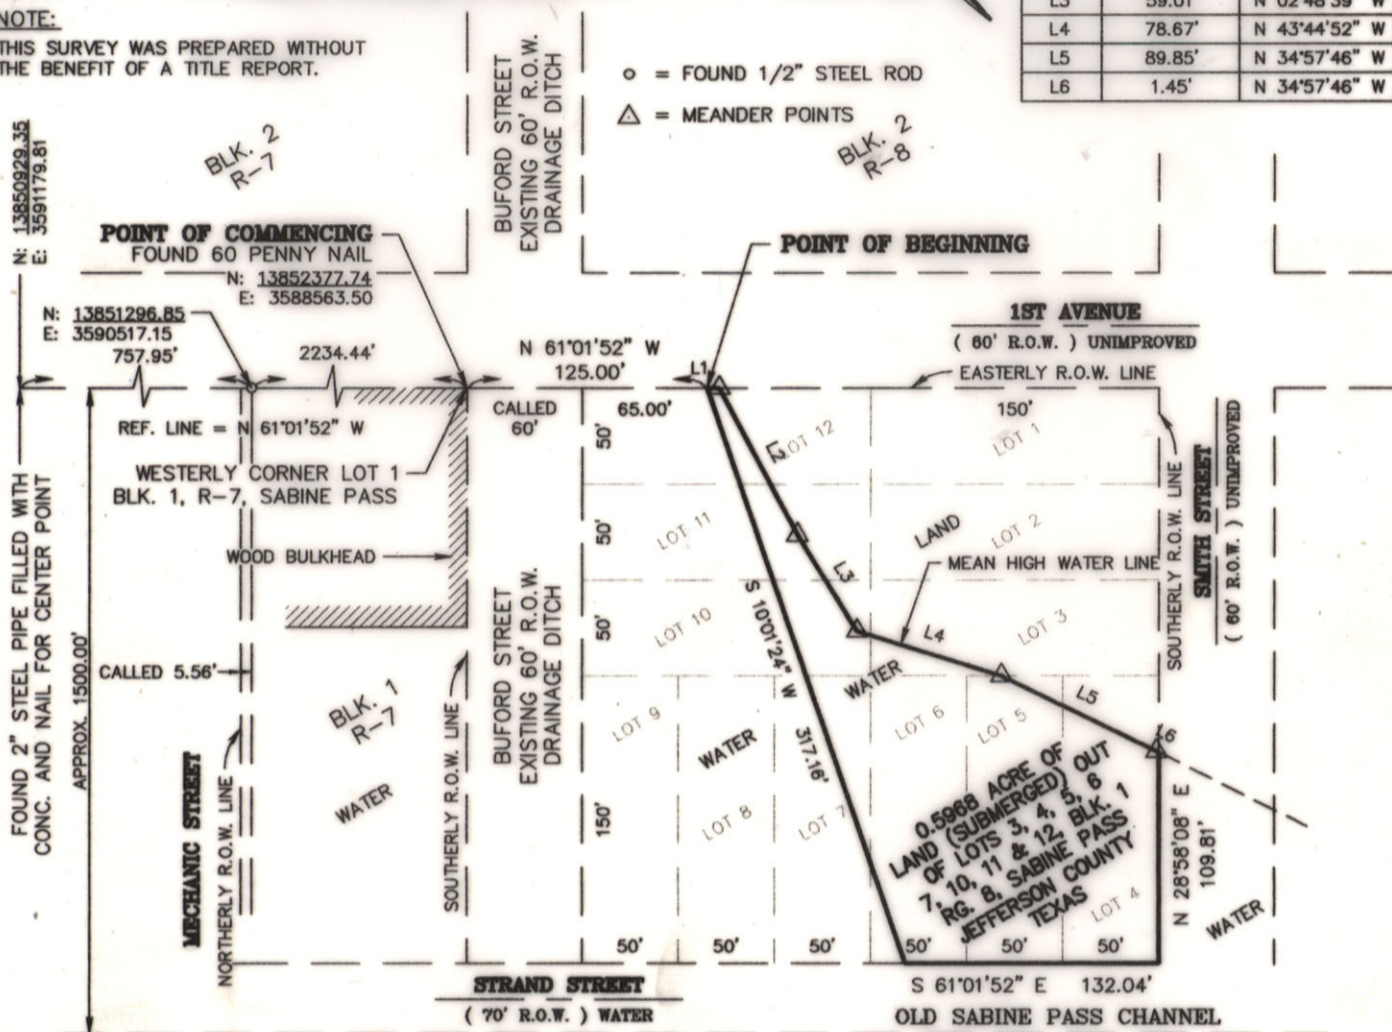 NOTE:
THIS SURVEY WAS PREPARED WITHOUT
THE BENEFIT OF A TITLE REPORT.
○ = FOUND 1/2" STEEL ROD
△ = MEANDER POINTS
L3 59.01' N 02°48'39" W
L4 78.67' N 43°44'52" W
L5 89.85' N 34°57'46" W
L6 1.45' N 34°57'46" W
BLK. 2
R-7
BUFORD STREET
EXISTING 60' R.O.W.
DRAINAGE DITCH
BLK. 2
R-8
N: 13850929.35
E: 3591179.81
POINT OF COMMENCING
FOUND 60 PENNY NAIL
N: 13852377.74
E: 3588563.50
POINT OF BEGINNING
N: 13851296.85
E: 3590517.15
757.95'
2234.44'
N 61°01'52" W
125.00'
L1
1ST AVENUE
( 60' R.O.W. ) UNIMPROVED
EASTERLY R.O.W. LINE
REF. LINE = N 61°01'52" W
CALLED
60'
65.00'
150'
WESTERLY CORNER LOT 1
BLK. 1, R-7, SABINE PASS
50'
L2
LOT 12
LOT 1
SOUTHERLY R.O.W. LINE
SMITH STREET
( 60' R.O.W. ) UNIMPROVED
WOOD BULKHEAD
50'
LOT 11
LAND
LOT 2
MEAN HIGH WATER LINE
L3
FOUND 2" STEEL PIPE FILLED WITH
CONC. AND NAIL FOR CENTER POINT
APPROX. 1500.00'
50'
LOT 10
S 10°01'24" W
317.16'
L4
LOT 3
CALLED 5.56'
BLK. 1
R-7
WATER
SOUTHERLY R.O.W. LINE
BUFORD STREET
EXISTING 60' R.O.W.
DRAINAGE DITCH
WATER
L5
LOT 9
WATER
LOT 6
LOT 5
L6
MECHANIC STREET
NORTHERLY R.O.W. LINE
150'
LOT 8
LOT 7
0.5968 ACRE OF
LAND (SUBMERGED) OUT
OF LOTS 3, 4, 5, 6
7, 10, 11 & 12, BLK. 1
RG. 8, SABINE PASS
JEFFERSON COUNTY
TEXAS
LOT 4
N 28°58'08" E
109.81'
WATER
50' 50' 50' 50' 50' 50'
STRAND STREET
( 70' R.O.W. ) WATER
S 61°01'52" E 132.04'
OLD SABINE PASS CHANNEL